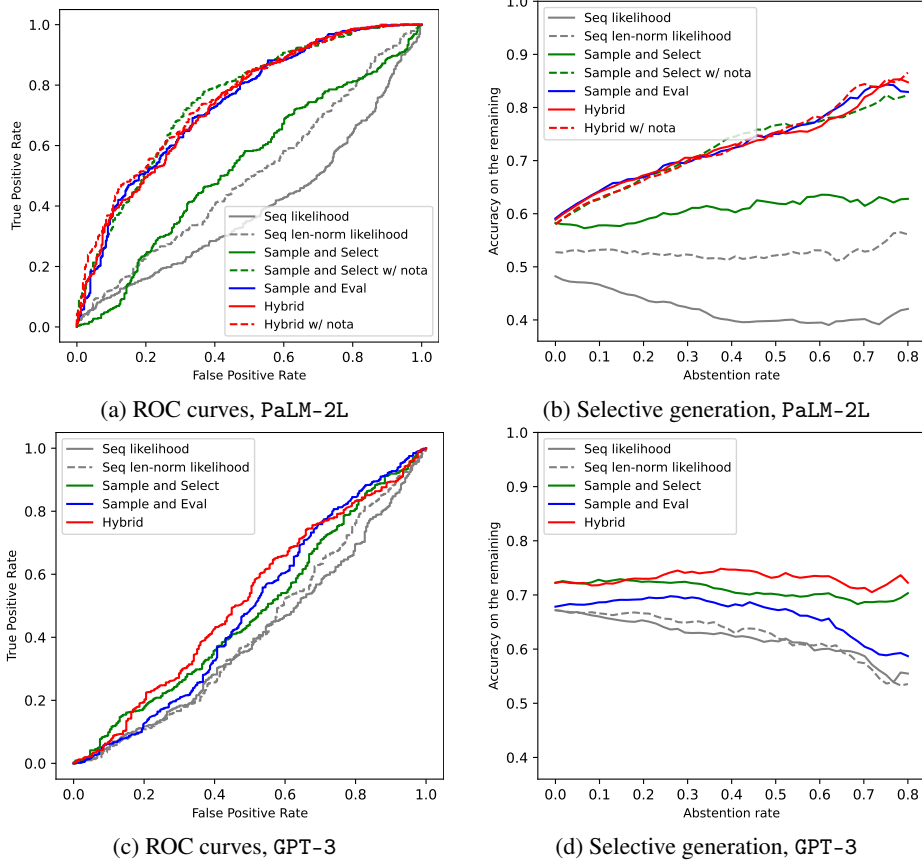 1.0
0.8
0.6
0.4
0.2
0.0
True Positive Rate
Seq likelihood
Seq len-norm likelihood
Sample and Select
Sample and Select w/ nota
Sample and Eval
Hybrid
Hybrid w/ nota
0.0 0.2 0.4 0.6 0.8 1.0
False Positive Rate
(a) ROC curves, PaLM-2L
1.0
0.9
0.8
0.7
0.6
0.5
0.4
Accuracy on the remaining
Seq likelihood
Seq len-norm likelihood
Sample and Select
Sample and Select w/ nota
Sample and Eval
Hybrid
Hybrid w/ nota
0.0 0.1 0.2 0.3 0.4 0.5 0.6 0.7 0.8
Abstention rate
(b) Selective generation, PaLM-2L
1.0
0.8
0.6
0.4
0.2
0.0
True Positive Rate
Seq likelihood
Seq len-norm likelihood
Sample and Select
Sample and Eval
Hybrid
0.0 0.2 0.4 0.6 0.8 1.0
False Positive Rate
(c) ROC curves, GPT-3
1.0
0.9
0.8
0.7
0.6
0.5
0.4
Accuracy on the remaining
Seq likelihood
Seq len-norm likelihood
Sample and Select
Sample and Eval
Hybrid
0.0 0.1 0.2 0.3 0.4 0.5 0.6 0.7 0.8
Abstention rate
(d) Selective generation, GPT-3